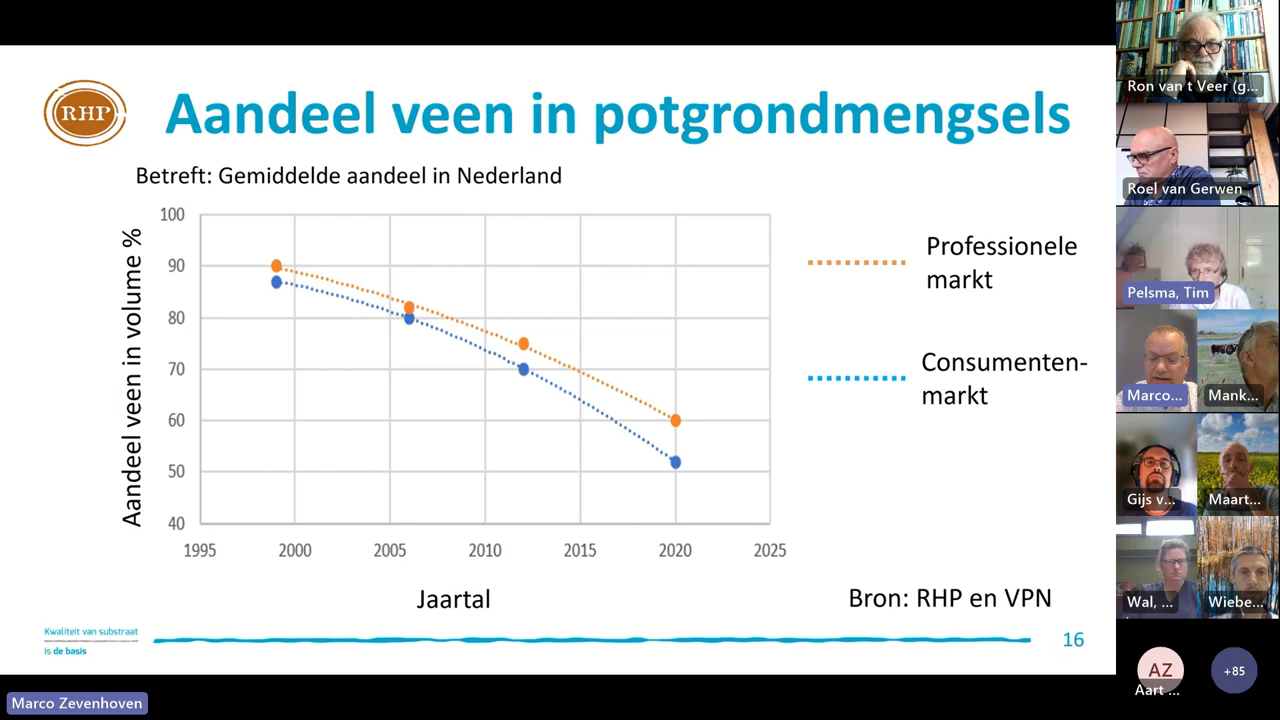 RHP
Aandeel veen in potgrondmengsels
Betreft: Gemiddelde aandeel in Nederland
Aandeel veen in volume %
100
90
80
70
60
50
40
1995 2000 2005 2010 2015 2020 2025
Jaartal
Professionele
markt
Consumenten-
markt
Bron: RHP en VPN
Kwaliteit van substraat
is de basis
16
Marco Zevenhoven
Ron van t Veer (g...
Roel van Gerwen
Pelsma, Tim
Marco... Mank...
Gijs v... Maart...
Wal, ... Wiebe...
AZ +85
Aart ...